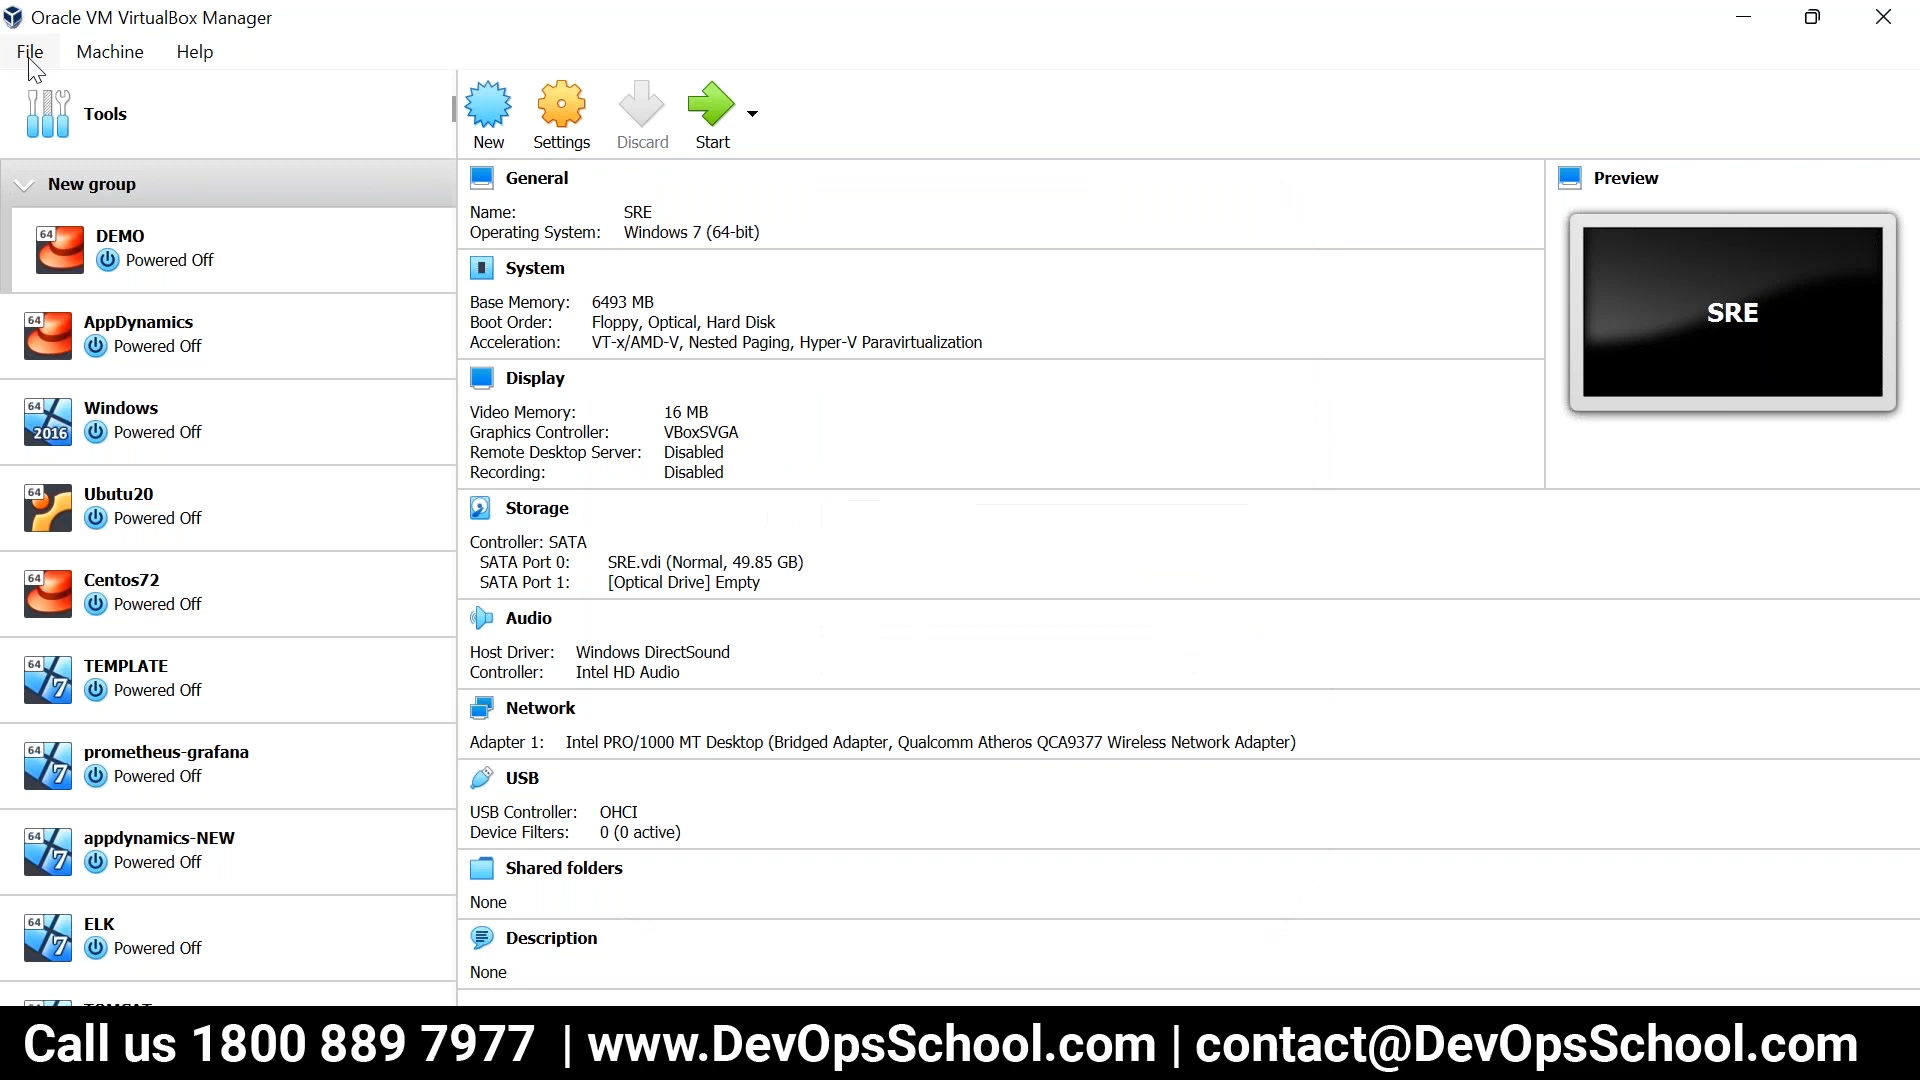 Oracle VM VirtualBox Manager
File Machine Help
Tools
New Settings Discard Start
New group
64 DEMO
Powered Off
64 AppDynamics
Powered Off
64 2016 Windows
Powered Off
64 Ubutu20
Powered Off
64 Centos72
Powered Off
64 7 TEMPLATE
Powered Off
64 7 prometheus-grafana
Powered Off
64 7 appdynamics-NEW
Powered Off
64 7 ELK
Powered Off
General
Name: SRE
Operating System: Windows 7 (64-bit)
System
Base Memory: 6493 MB
Boot Order: Floppy, Optical, Hard Disk
Acceleration: VT-x/AMD-V, Nested Paging, Hyper-V Paravirtualization
Display
Video Memory: 16 MB
Graphics Controller: VBoxSVGA
Remote Desktop Server: Disabled
Recording: Disabled
Storage
Controller: SATA
SATA Port 0: SRE.vdi (Normal, 49.85 GB)
SATA Port 1: [Optical Drive] Empty
Audio
Host Driver: Windows DirectSound
Controller: Intel HD Audio
Network
Adapter 1: Intel PRO/1000 MT Desktop (Bridged Adapter, Qualcomm Atheros QCA9377 Wireless Network Adapter)
USB
USB Controller: OHCI
Device Filters: 0 (0 active)
Shared folders
None
Description
None
Preview
SRE
Call us 1800 889 7977 | www.DevOpsSchool.com | contact@DevOpsSchool.com